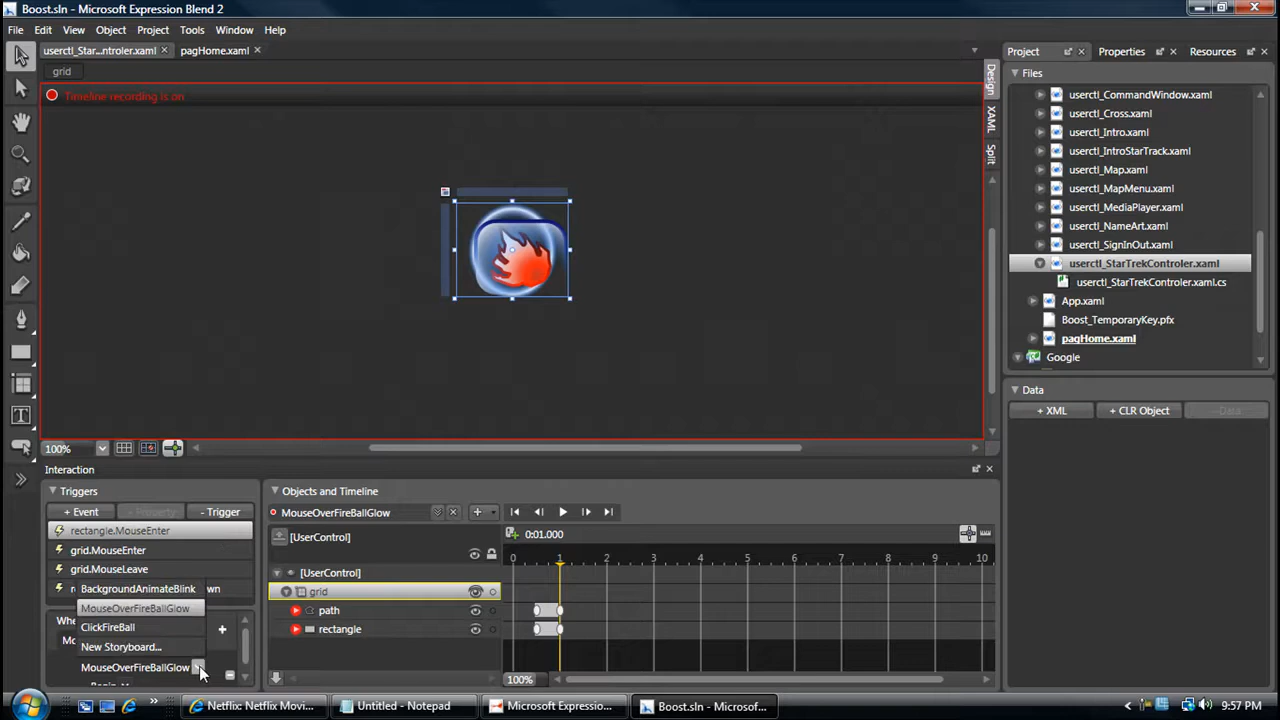 Boost.sln - Microsoft Expression Blend 2
File Edit View Object Project Tools Window Help
userctl_Star...ntroler.xaml pagHome.xaml
grid
Timeline recording is on
Design
XAML
Split
100%
Project Properties Resources
Files
userctl_CommandWindow.xaml
userctl_Cross.xaml
userctl_Intro.xaml
userctl_IntroStarTrack.xaml
userctl_Map.xaml
userctl_MapMenu.xaml
userctl_MediaPlayer.xaml
userctl_NameArt.xaml
userctl_SignInOut.xaml
userctl_StarTrekControler.xaml
userctl_StarTrekControler.xaml.cs
App.xaml
Boost_TemporaryKey.pfx
pagHome.xaml
Google
Data
+ XML + CLR Object - Data
Interaction
Triggers
+ Event + Property - Trigger
rectangle.MouseEnter
grid.MouseEnter
grid.MouseLeave
BackgroundAnimateBlink
MouseOverFireBallGlow
ClickFireBall
New Storyboard...
MouseOverFireBallGlow
Objects and Timeline
MouseOverFireBallGlow
0:01.000
[UserControl]
0 1 2 3 4 5 6 7 8 9 10
[UserControl]
grid
path
rectangle
100%
Netflix: Netflix Movi...
Untitled - Notepad
Microsoft Expressio...
Boost.sln - Microsof...
9:57 PM